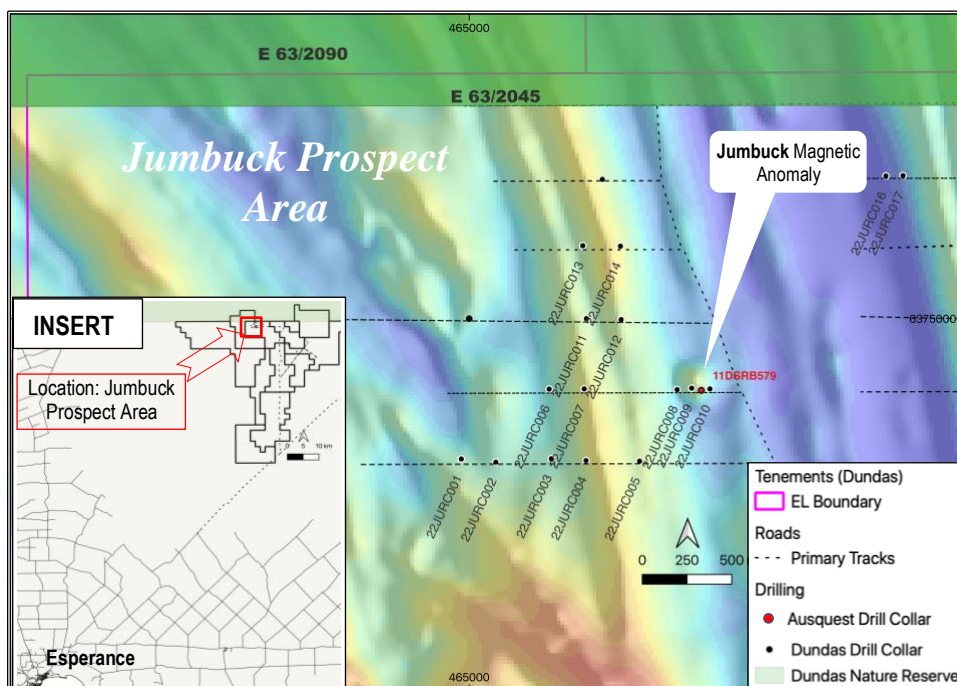 465000
E 63/2090
E 63/2045
Jumbuck Prospect
Area
Jumbuck Magnetic
Anomaly
22JURC016
22JURC017
22JURC013
22JURC014
6375000
INSERT
Location: Jumbuck
Prospect Area
22JURC011
22JURC012
11DSRB579
22JURC006
22JURC007
22JURC008
22JURC009
22JURC010
0 5 10 km
22JURC001
22JURC002
22JURC003
22JURC004
22JURC005
0 250 500
Tenements (Dundas)
EL Boundary
Roads
Primary Tracks
Drilling
Ausquest Drill Collar
Dundas Drill Collar
Dundas Nature Reserve
Esperance
465000